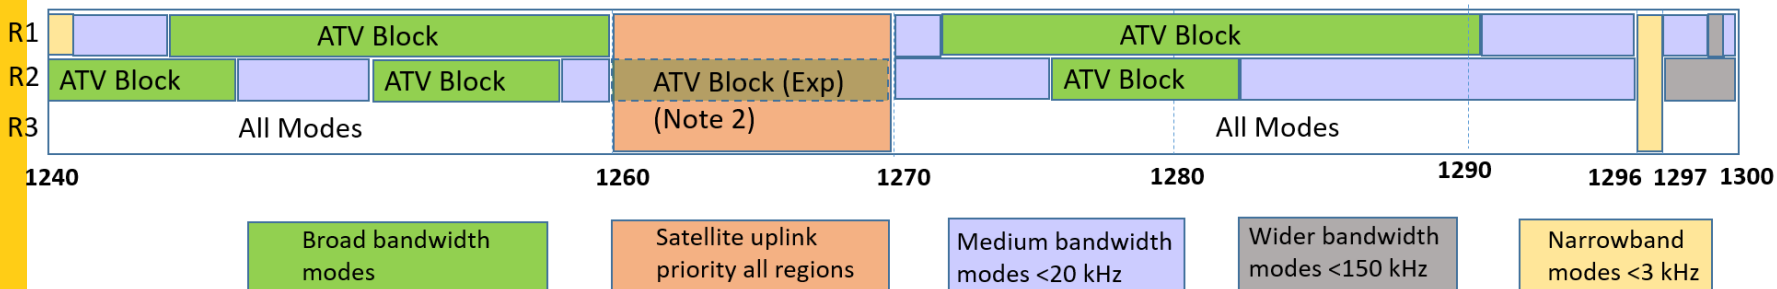 R1 ATV Block ATV Block
R2 ATV Block ATV Block ATV Block (Exp) ATV Block
(Note 2)
R3 All Modes All Modes
1240 1260 1270 1280 1290 1296 1297 1300
Broad bandwidth
modes
Satellite uplink
priority all regions
Medium bandwidth
modes <20 kHz
Wider bandwidth
modes <150 kHz
Narrowband
modes <3 kHz